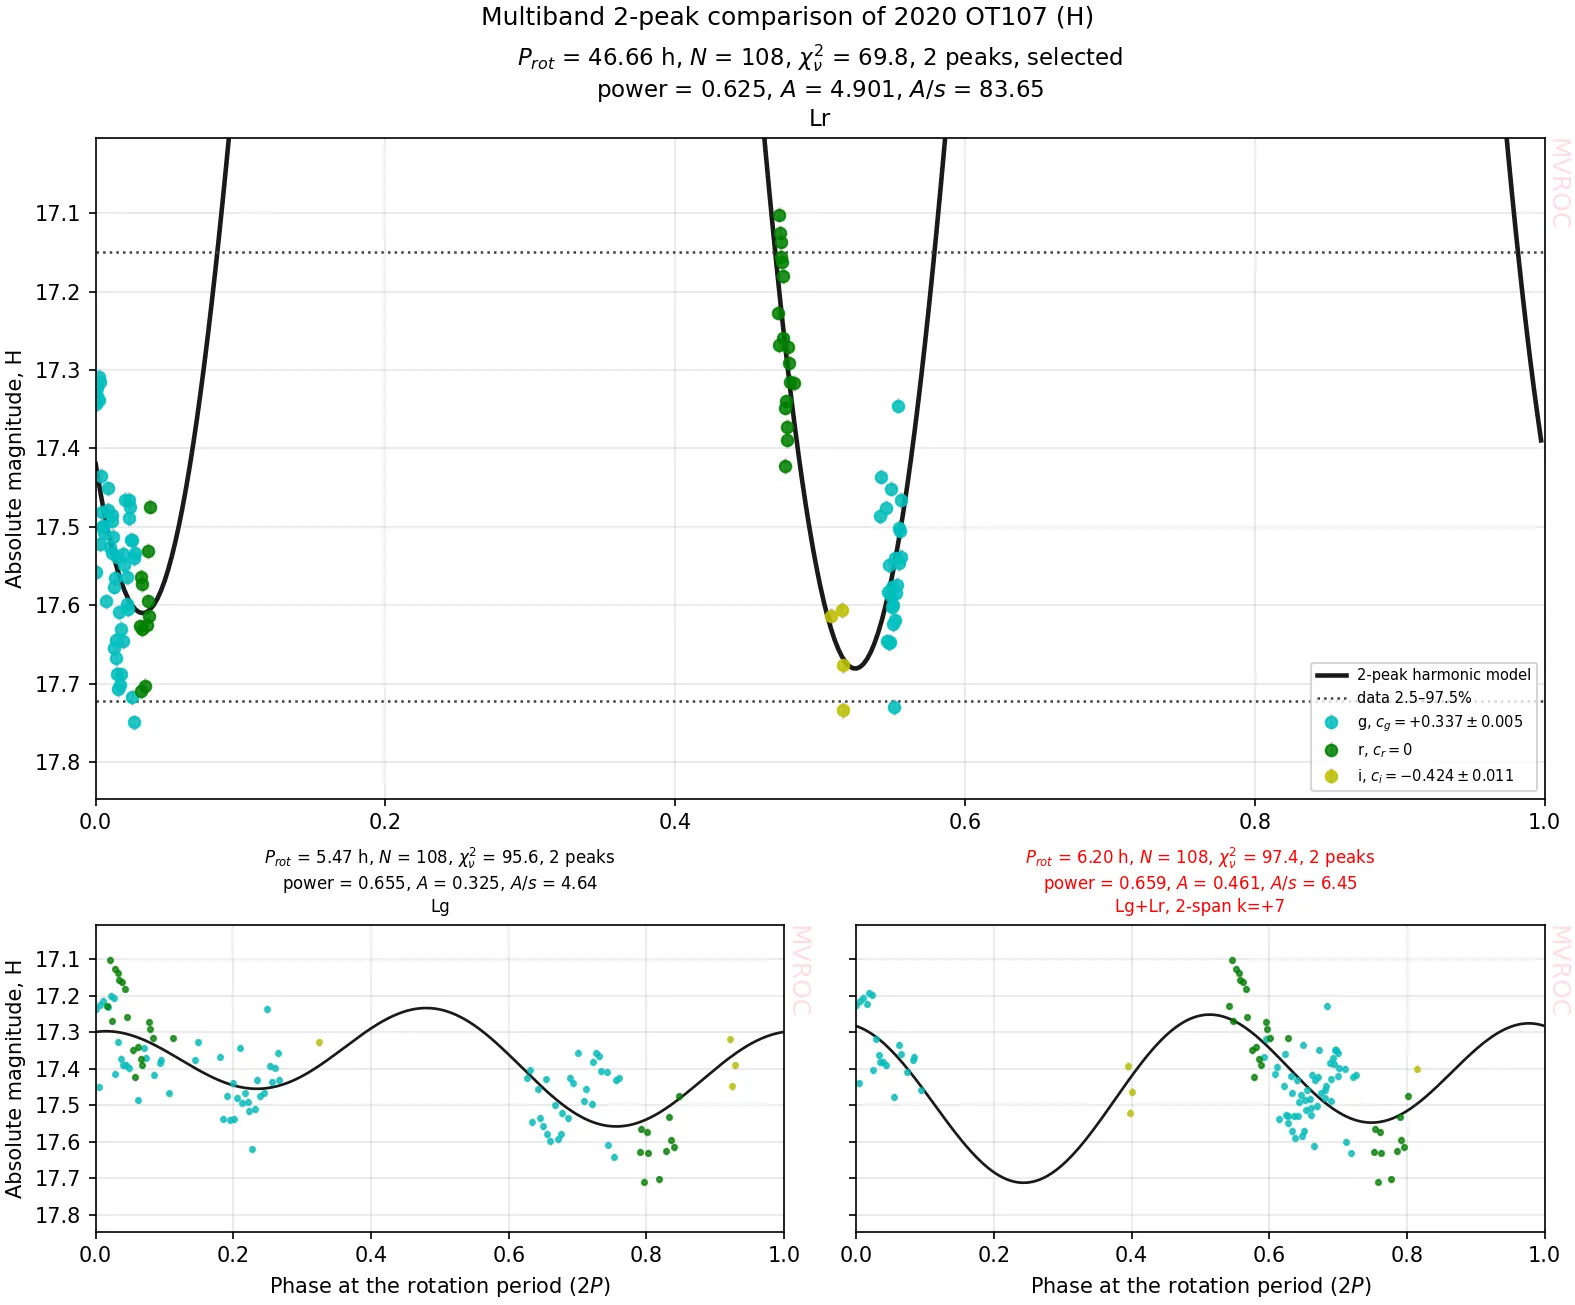 Multiband 2-peak comparison of 2020 OT107 (H)
P_rot = 46.66 h, N = 108, χ²_ν = 69.8, 2 peaks, selected
power = 0.625, A = 4.901, A/s = 83.65
Lr
MVROC
Absolute magnitude, H
17.1
17.2
17.3
17.4
17.5
17.6
17.7
17.8
2-peak harmonic model
data 2.5–97.5%
g, c_g = +0.337 ± 0.005
r, c_r = 0
i, c_i = −0.424 ± 0.011
0.0 0.2 0.4 0.6 0.8 1.0
P_rot = 5.47 h, N = 108, χ²_ν = 95.6, 2 peaks
power = 0.655, A = 0.325, A/s = 4.64
Lg
MVROC
Absolute magnitude, H
17.1
17.2
17.3
17.4
17.5
17.6
17.7
17.8
0.0 0.2 0.4 0.6 0.8 1.0
Phase at the rotation period (2P)
P_rot = 6.20 h, N = 108, χ²_ν = 97.4, 2 peaks
power = 0.659, A = 0.461, A/s = 6.45
Lg+Lr, 2-span k=+7
MVROC
0.0 0.2 0.4 0.6 0.8 1.0
Phase at the rotation period (2P)